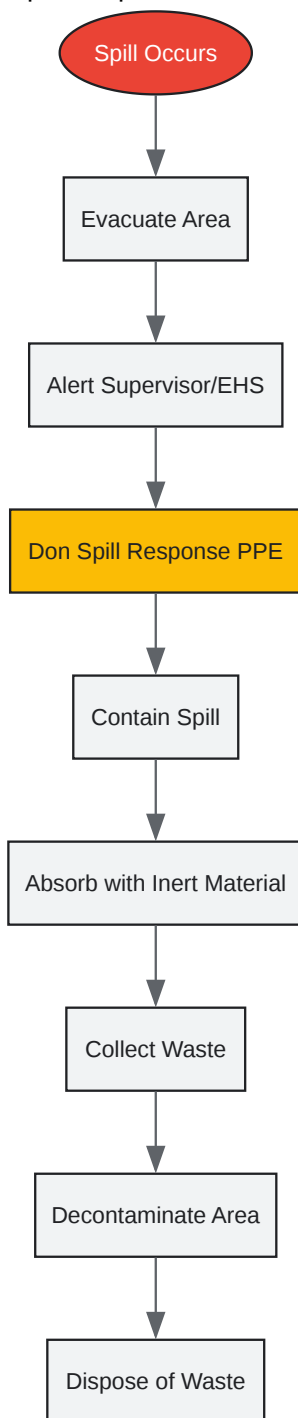 Spill Occurs
Evacuate Area
Alert Supervisor/EHS
Don Spill Response PPE
Contain Spill
Absorb with Inert Material
Collect Waste
Decontaminate Area
Dispose of Waste